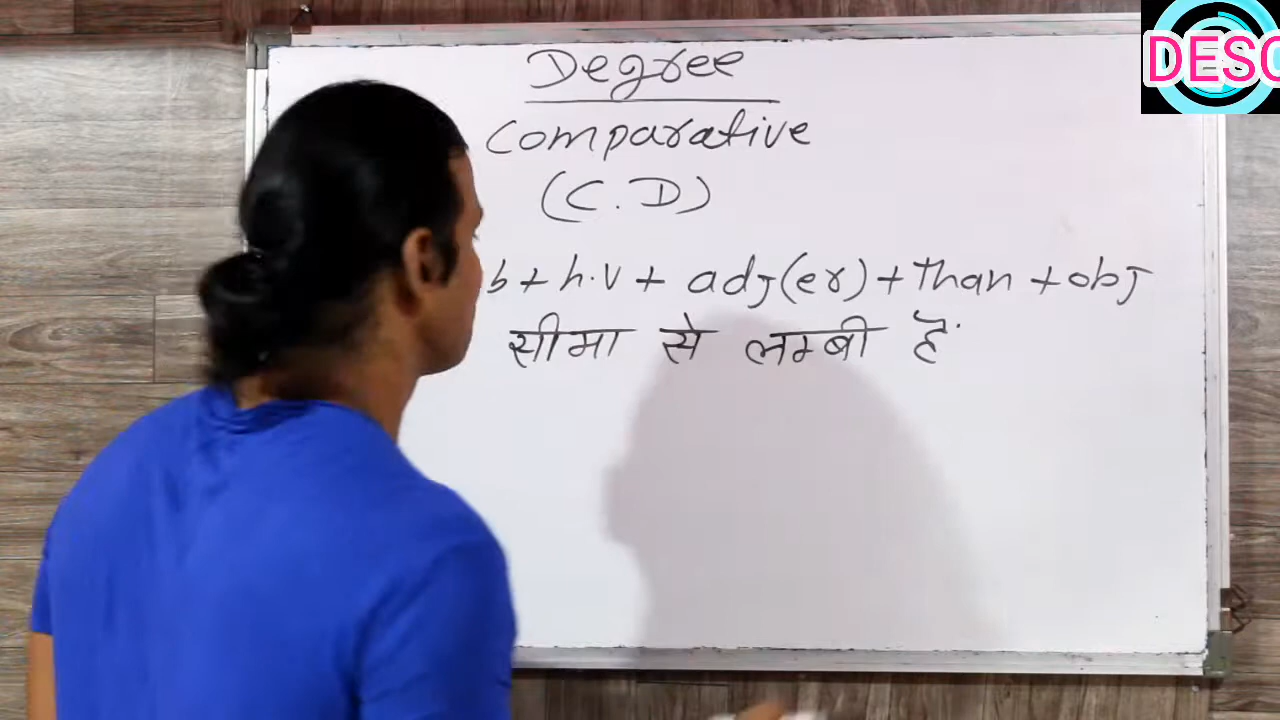 Degree
Comparative
(C.D)
b + h.v + adj(er) + than + obj
सीमा से लम्बी है.
DESC